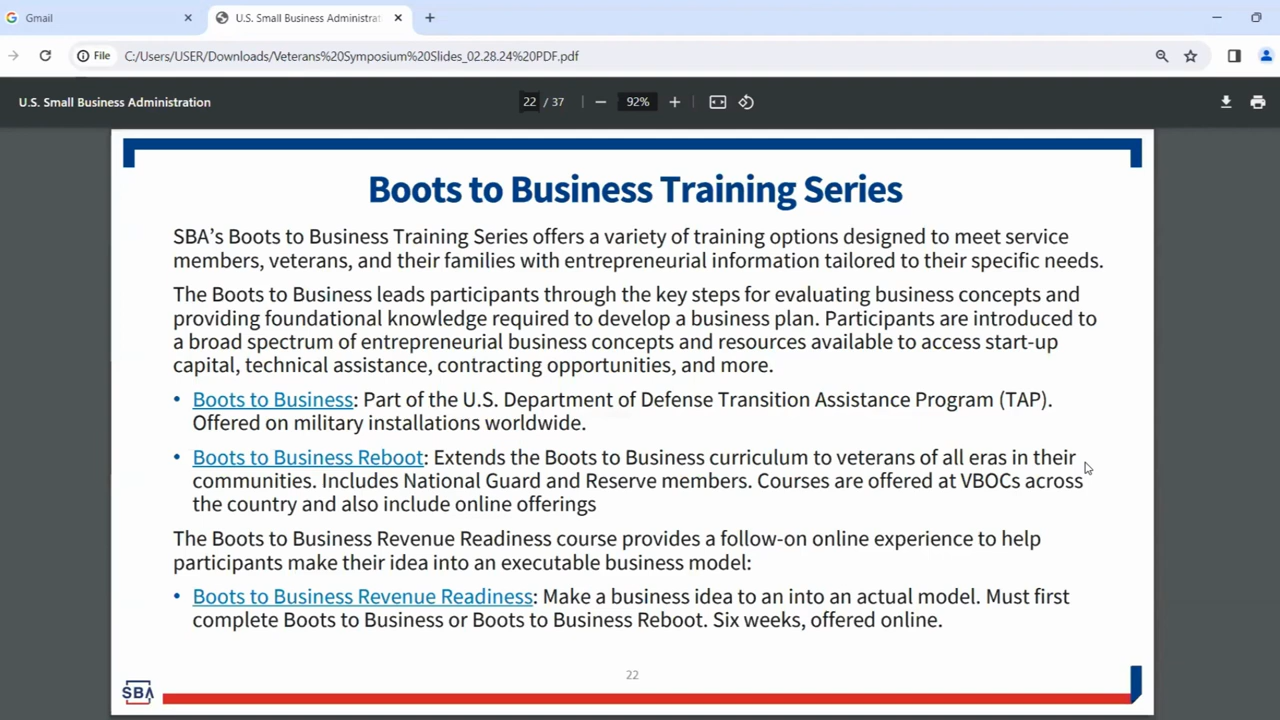 Gmail
U.S. Small Business Administrat
File
C:/Users/USER/Downloads/Veterans%20Symposium%20Slides_02.28.24%20PDF.pdf
U.S. Small Business Administration
22 / 37
92%
Boots to Business Training Series
SBA’s Boots to Business Training Series offers a variety of training options designed to meet service
members, veterans, and their families with entrepreneurial information tailored to their specific needs.
The Boots to Business leads participants through the key steps for evaluating business concepts and
providing foundational knowledge required to develop a business plan. Participants are introduced to
a broad spectrum of entrepreneurial business concepts and resources available to access start-up
capital, technical assistance, contracting opportunities, and more.
• Boots to Business: Part of the U.S. Department of Defense Transition Assistance Program (TAP).
Offered on military installations worldwide.
• Boots to Business Reboot: Extends the Boots to Business curriculum to veterans of all eras in their
communities. Includes National Guard and Reserve members. Courses are offered at VBOCs across
the country and also include online offerings
The Boots to Business Revenue Readiness course provides a follow-on online experience to help
participants make their idea into an executable business model:
• Boots to Business Revenue Readiness: Make a business idea to an into an actual model. Must first
complete Boots to Business or Boots to Business Reboot. Six weeks, offered online.
22
SBA